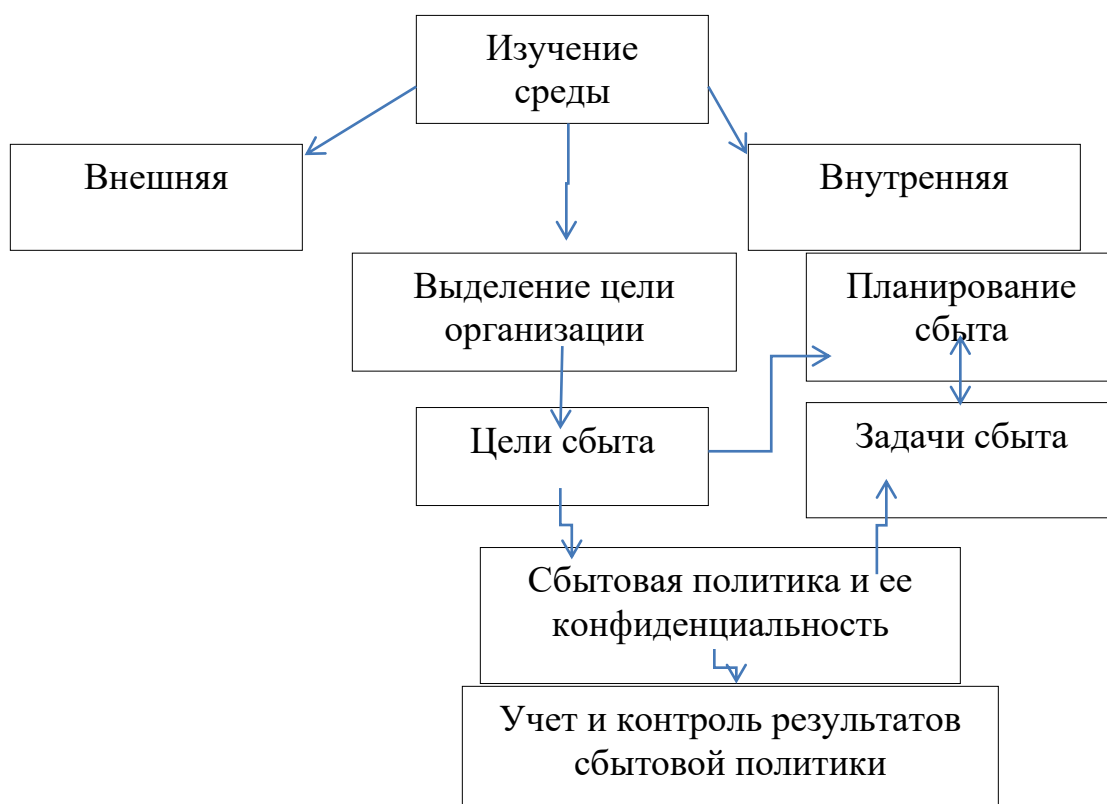 Изучение
среды
Внешняя
Внутренняя
Выделение цели
организации
Планирование
сбыта
Цели сбыта
Задачи сбыта
Сбытовая политика и ее
конфиденциальность
Учет и контроль результатов
сбытовой политики